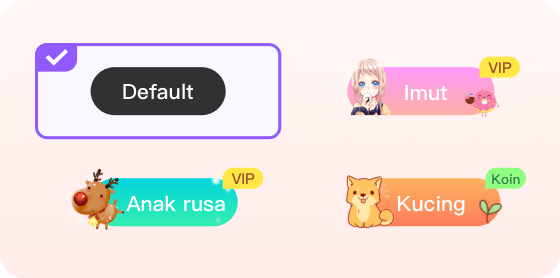 Default
VIP
Imut
VIP
Anak rusa
Koin
Kucing